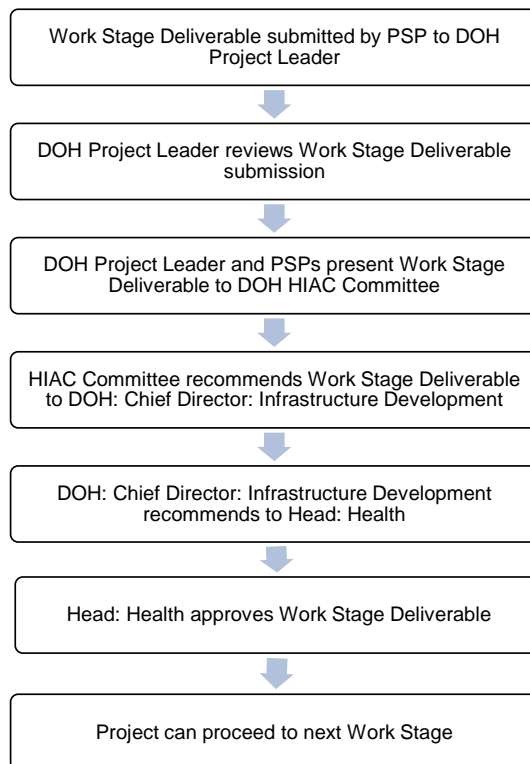 Work Stage Deliverable submitted by PSP to DOH
Project Leader
DOH Project Leader reviews Work Stage Deliverable
submission
DOH Project Leader and PSPs present Work Stage
Deliverable to DOH HIAC Committee
HIAC Committee recommends Work Stage Deliverable
to DOH: Chief Director: Infrastructure Development
DOH: Chief Director: Infrastructure Development
recommends to Head: Health
Head: Health approves Work Stage Deliverable
Project can proceed to next Work Stage